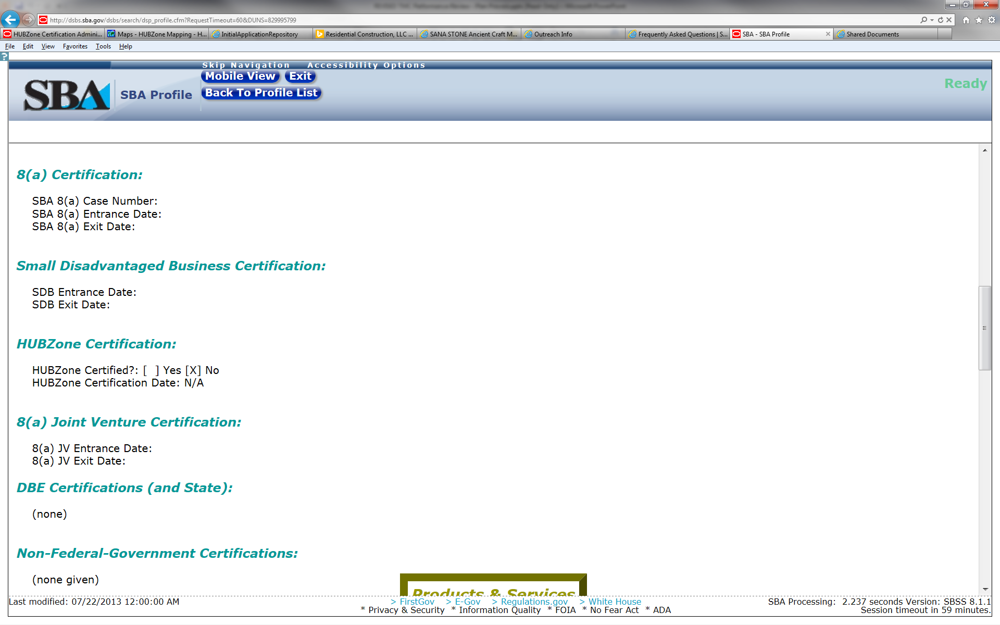 http://dsbs.sba.gov/dsbs/search/dsp_profile.cfm?RequestTimeout=60&DUNS=829995799
HUBZone Certification Admini... Maps - HUBZone Mapping - H... InitialApplicationRepository Residential Construction, LLC ... SANA STONE Ancient Craft M... Outreach Info Frequently Asked Questions | S... SBA - SBA Profile Shared Documents
File Edit View Favorites Tools Help
Skip Navigation Accessibility Options
Mobile View Exit
Back To Profile List
SBA SBA Profile
Ready
8(a) Certification:
SBA 8(a) Case Number:
SBA 8(a) Entrance Date:
SBA 8(a) Exit Date:
Small Disadvantaged Business Certification:
SDB Entrance Date:
SDB Exit Date:
HUBZone Certification:
HUBZone Certified?: [ ] Yes [X] No
HUBZone Certification Date: N/A
8(a) Joint Venture Certification:
8(a) JV Entrance Date:
8(a) JV Exit Date:
DBE Certifications (and State):
(none)
Non-Federal-Government Certifications:
(none given)
Products & Services
Last modified: 07/22/2013 12:00:00 AM
> FirstGov > E-Gov > Regulations.gov > White House
* Privacy & Security * Information Quality * FOIA * No Fear Act * ADA
SBA Processing: 2.237 seconds Version: SBSS 8.1.1
Session timeout in 59 minutes.